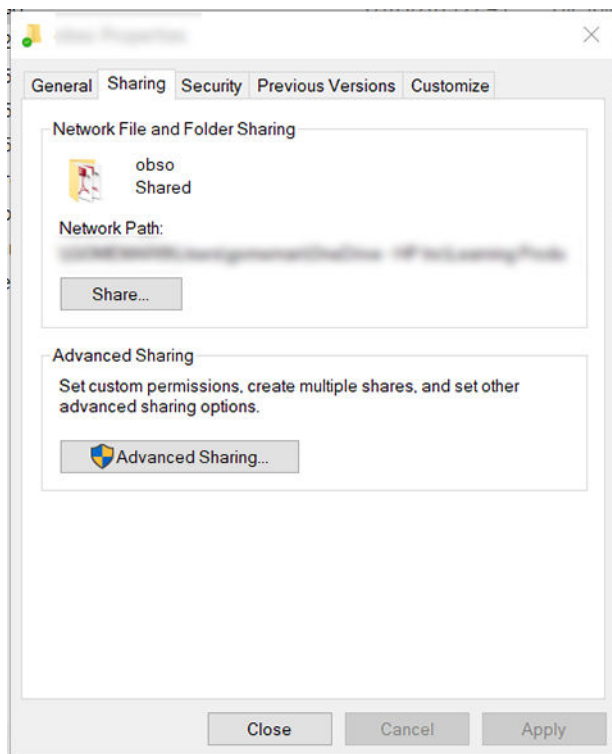 General Sharing Security Previous Versions Customize
Network File and Folder Sharing
obso
Shared
Network Path:
Share...
Advanced Sharing
Set custom permissions, create multiple shares, and set other
advanced sharing options.
Advanced Sharing...
Close Cancel Apply